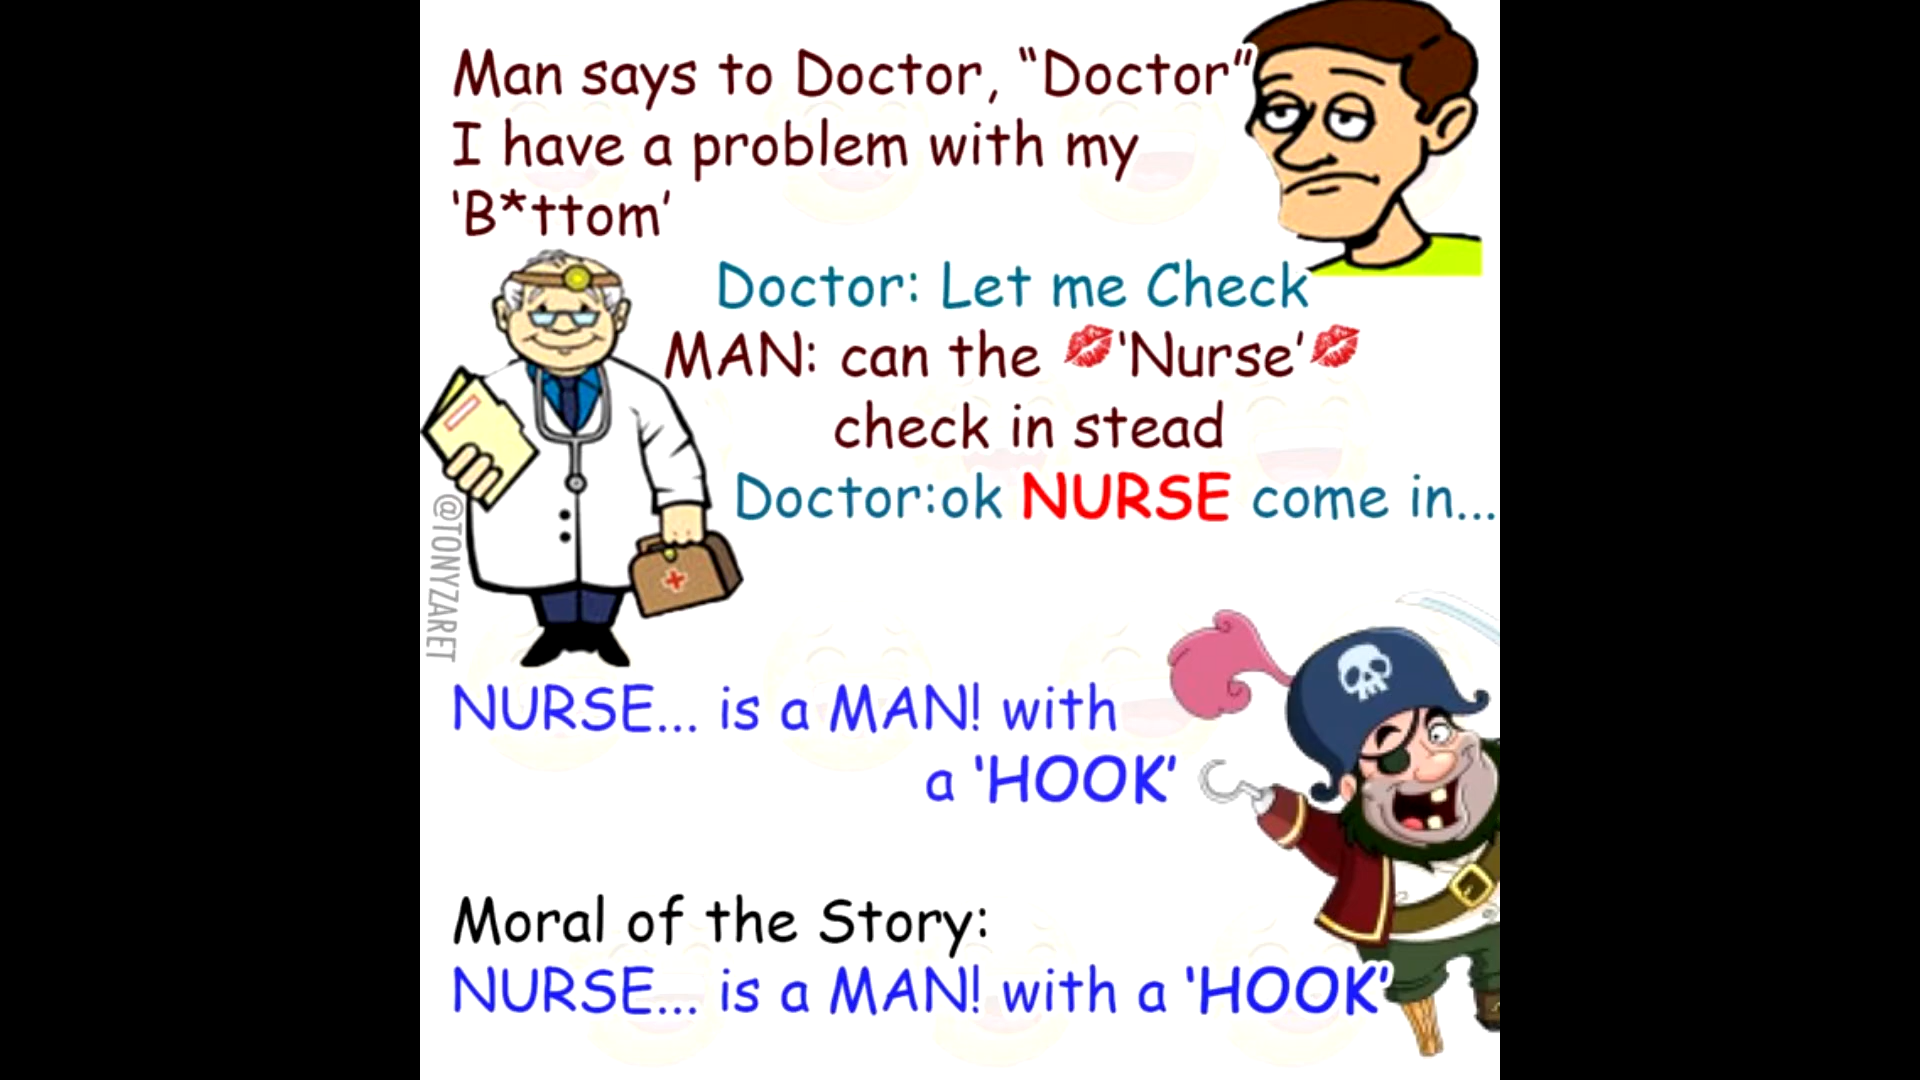 Man says to Doctor, “Doctor”
I have a problem with my
‘B*ttom’
Doctor: Let me Check
MAN: can the 💋‘Nurse’💋
check in stead
Doctor:ok NURSE come in...
@TONYZARET
NURSE... is a MAN! with
a ‘HOOK’
Moral of the Story:
NURSE... is a MAN! with a ‘HOOK’